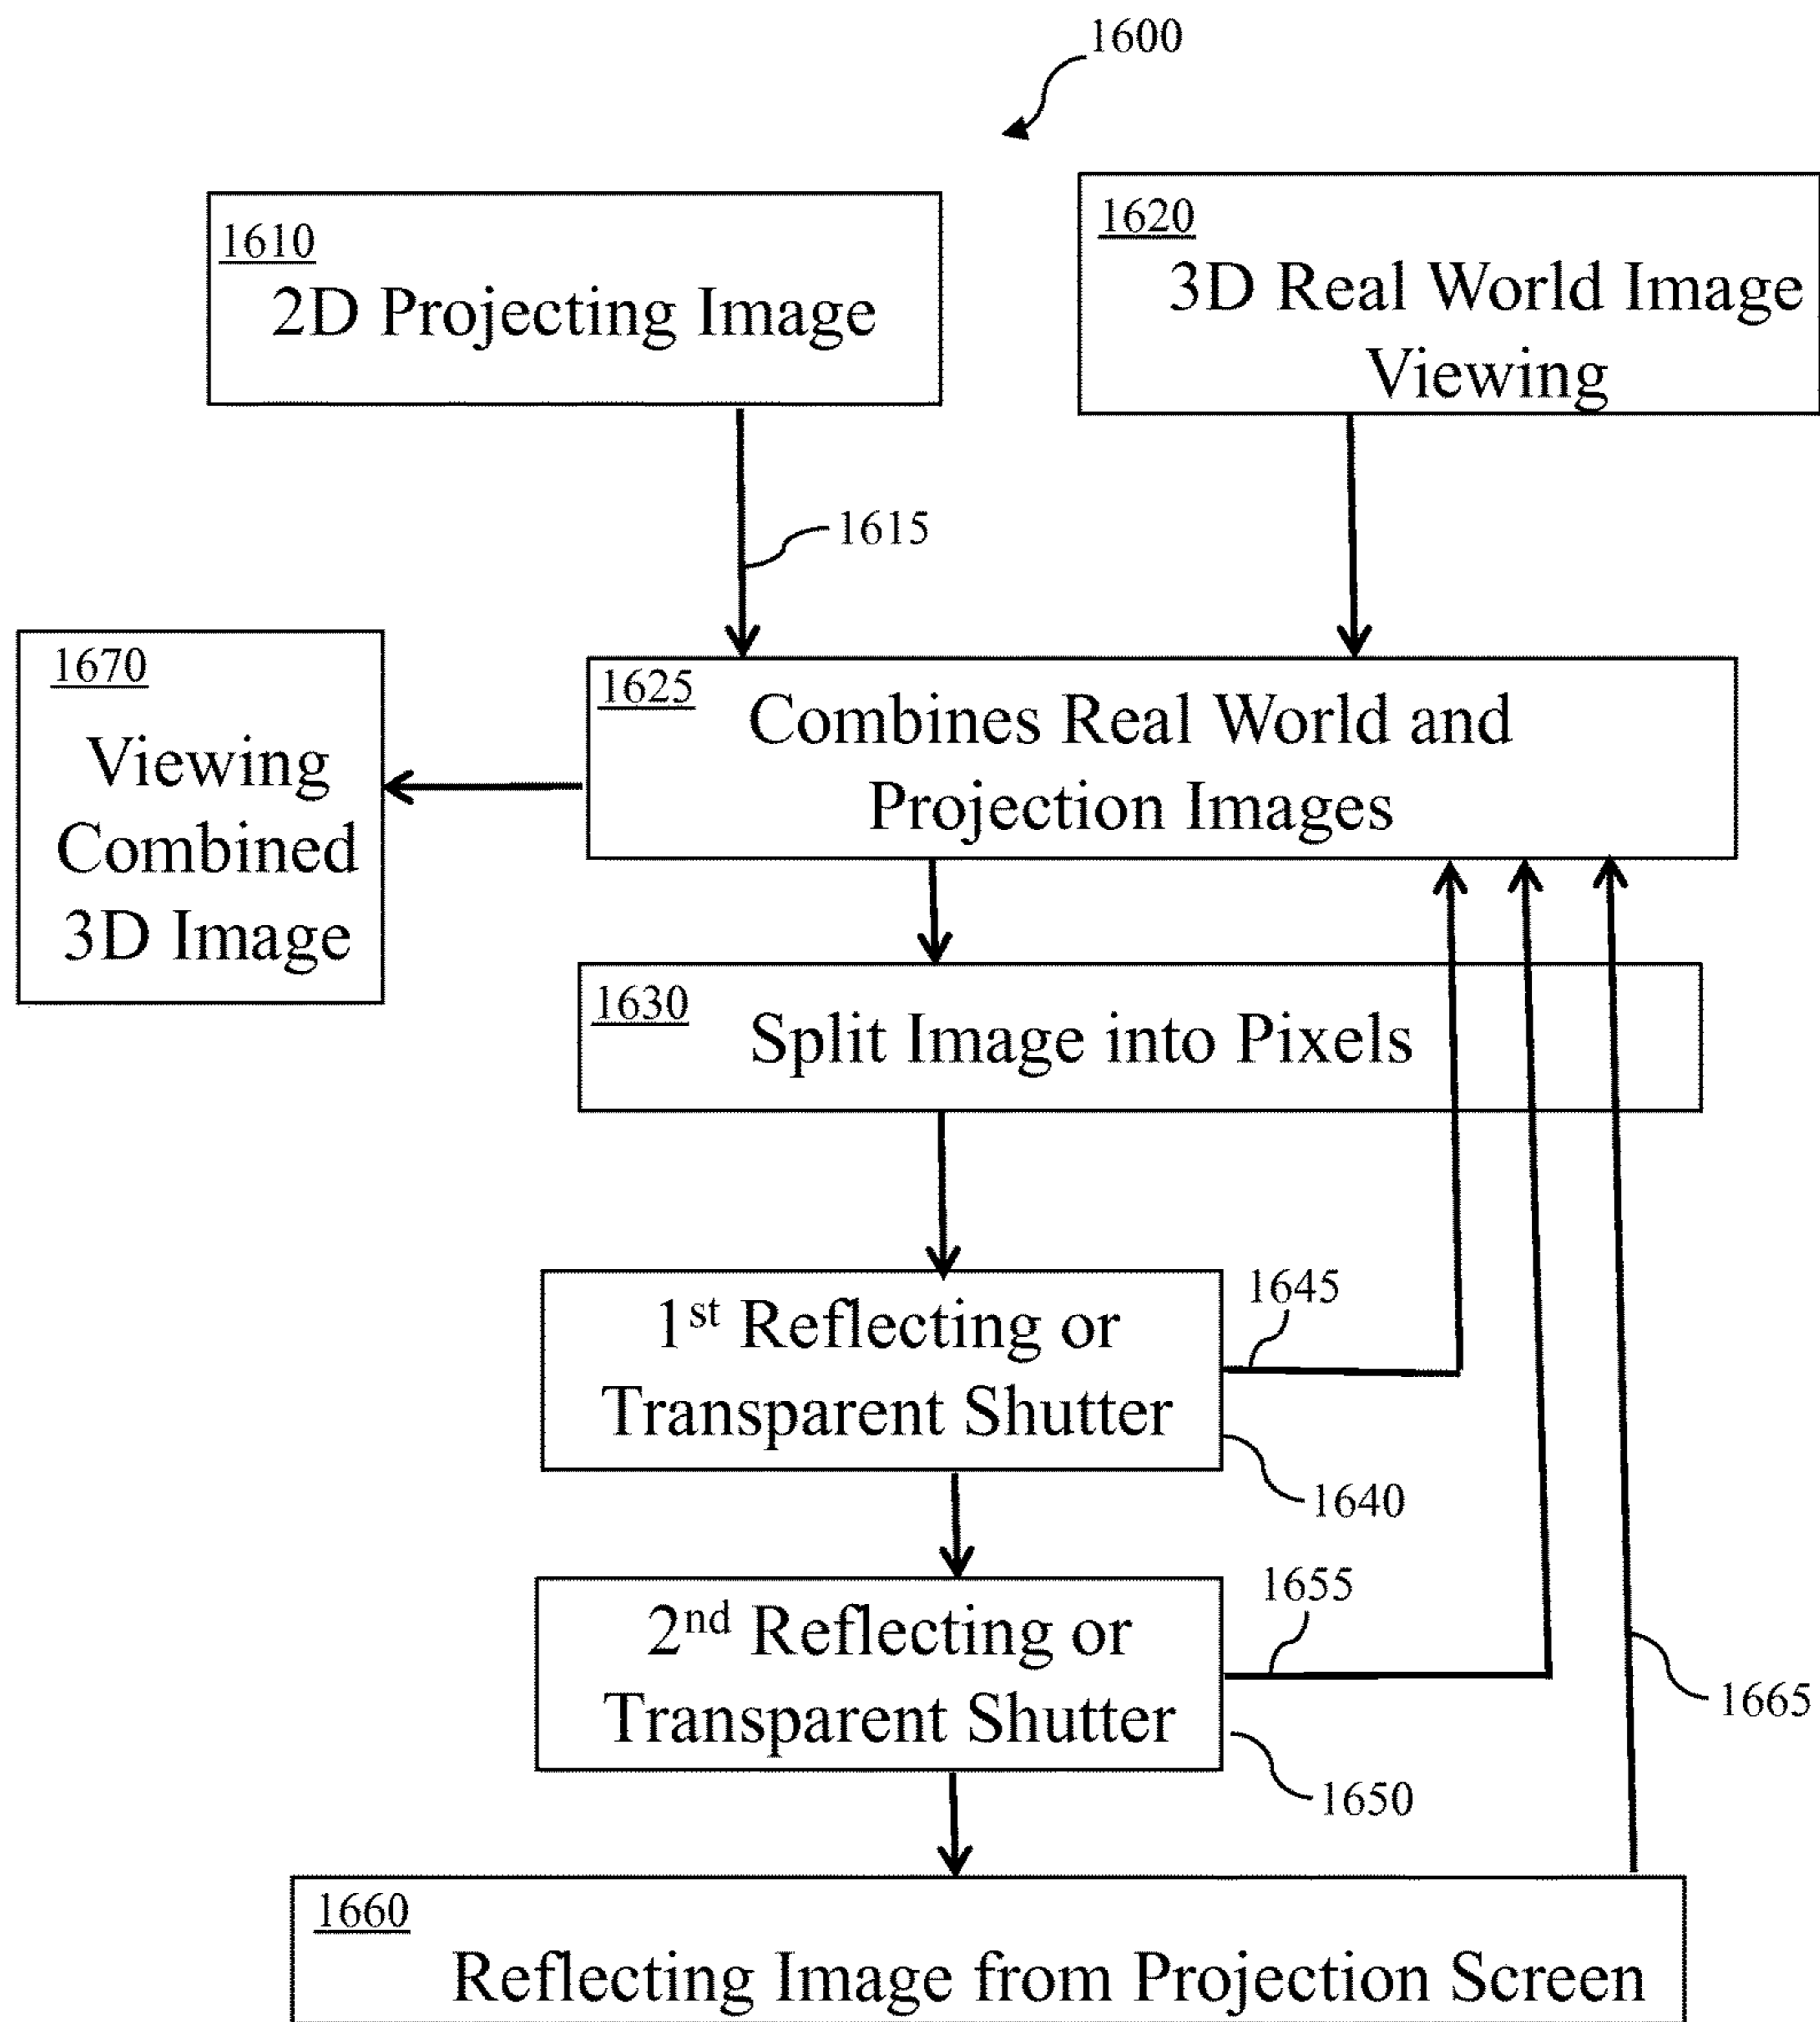 1600
1610
2D Projecting Image
1620
3D Real World Image
Viewing
1615
1670
Viewing
Combined
3D Image
1625
Combines Real World and
Projection Images
1630
Split Image into Pixels
1st Reflecting or
Transparent Shutter
1645
1640
2nd Reflecting or
Transparent Shutter
1655
1650
1665
1660
Reflecting Image from Projection Screen